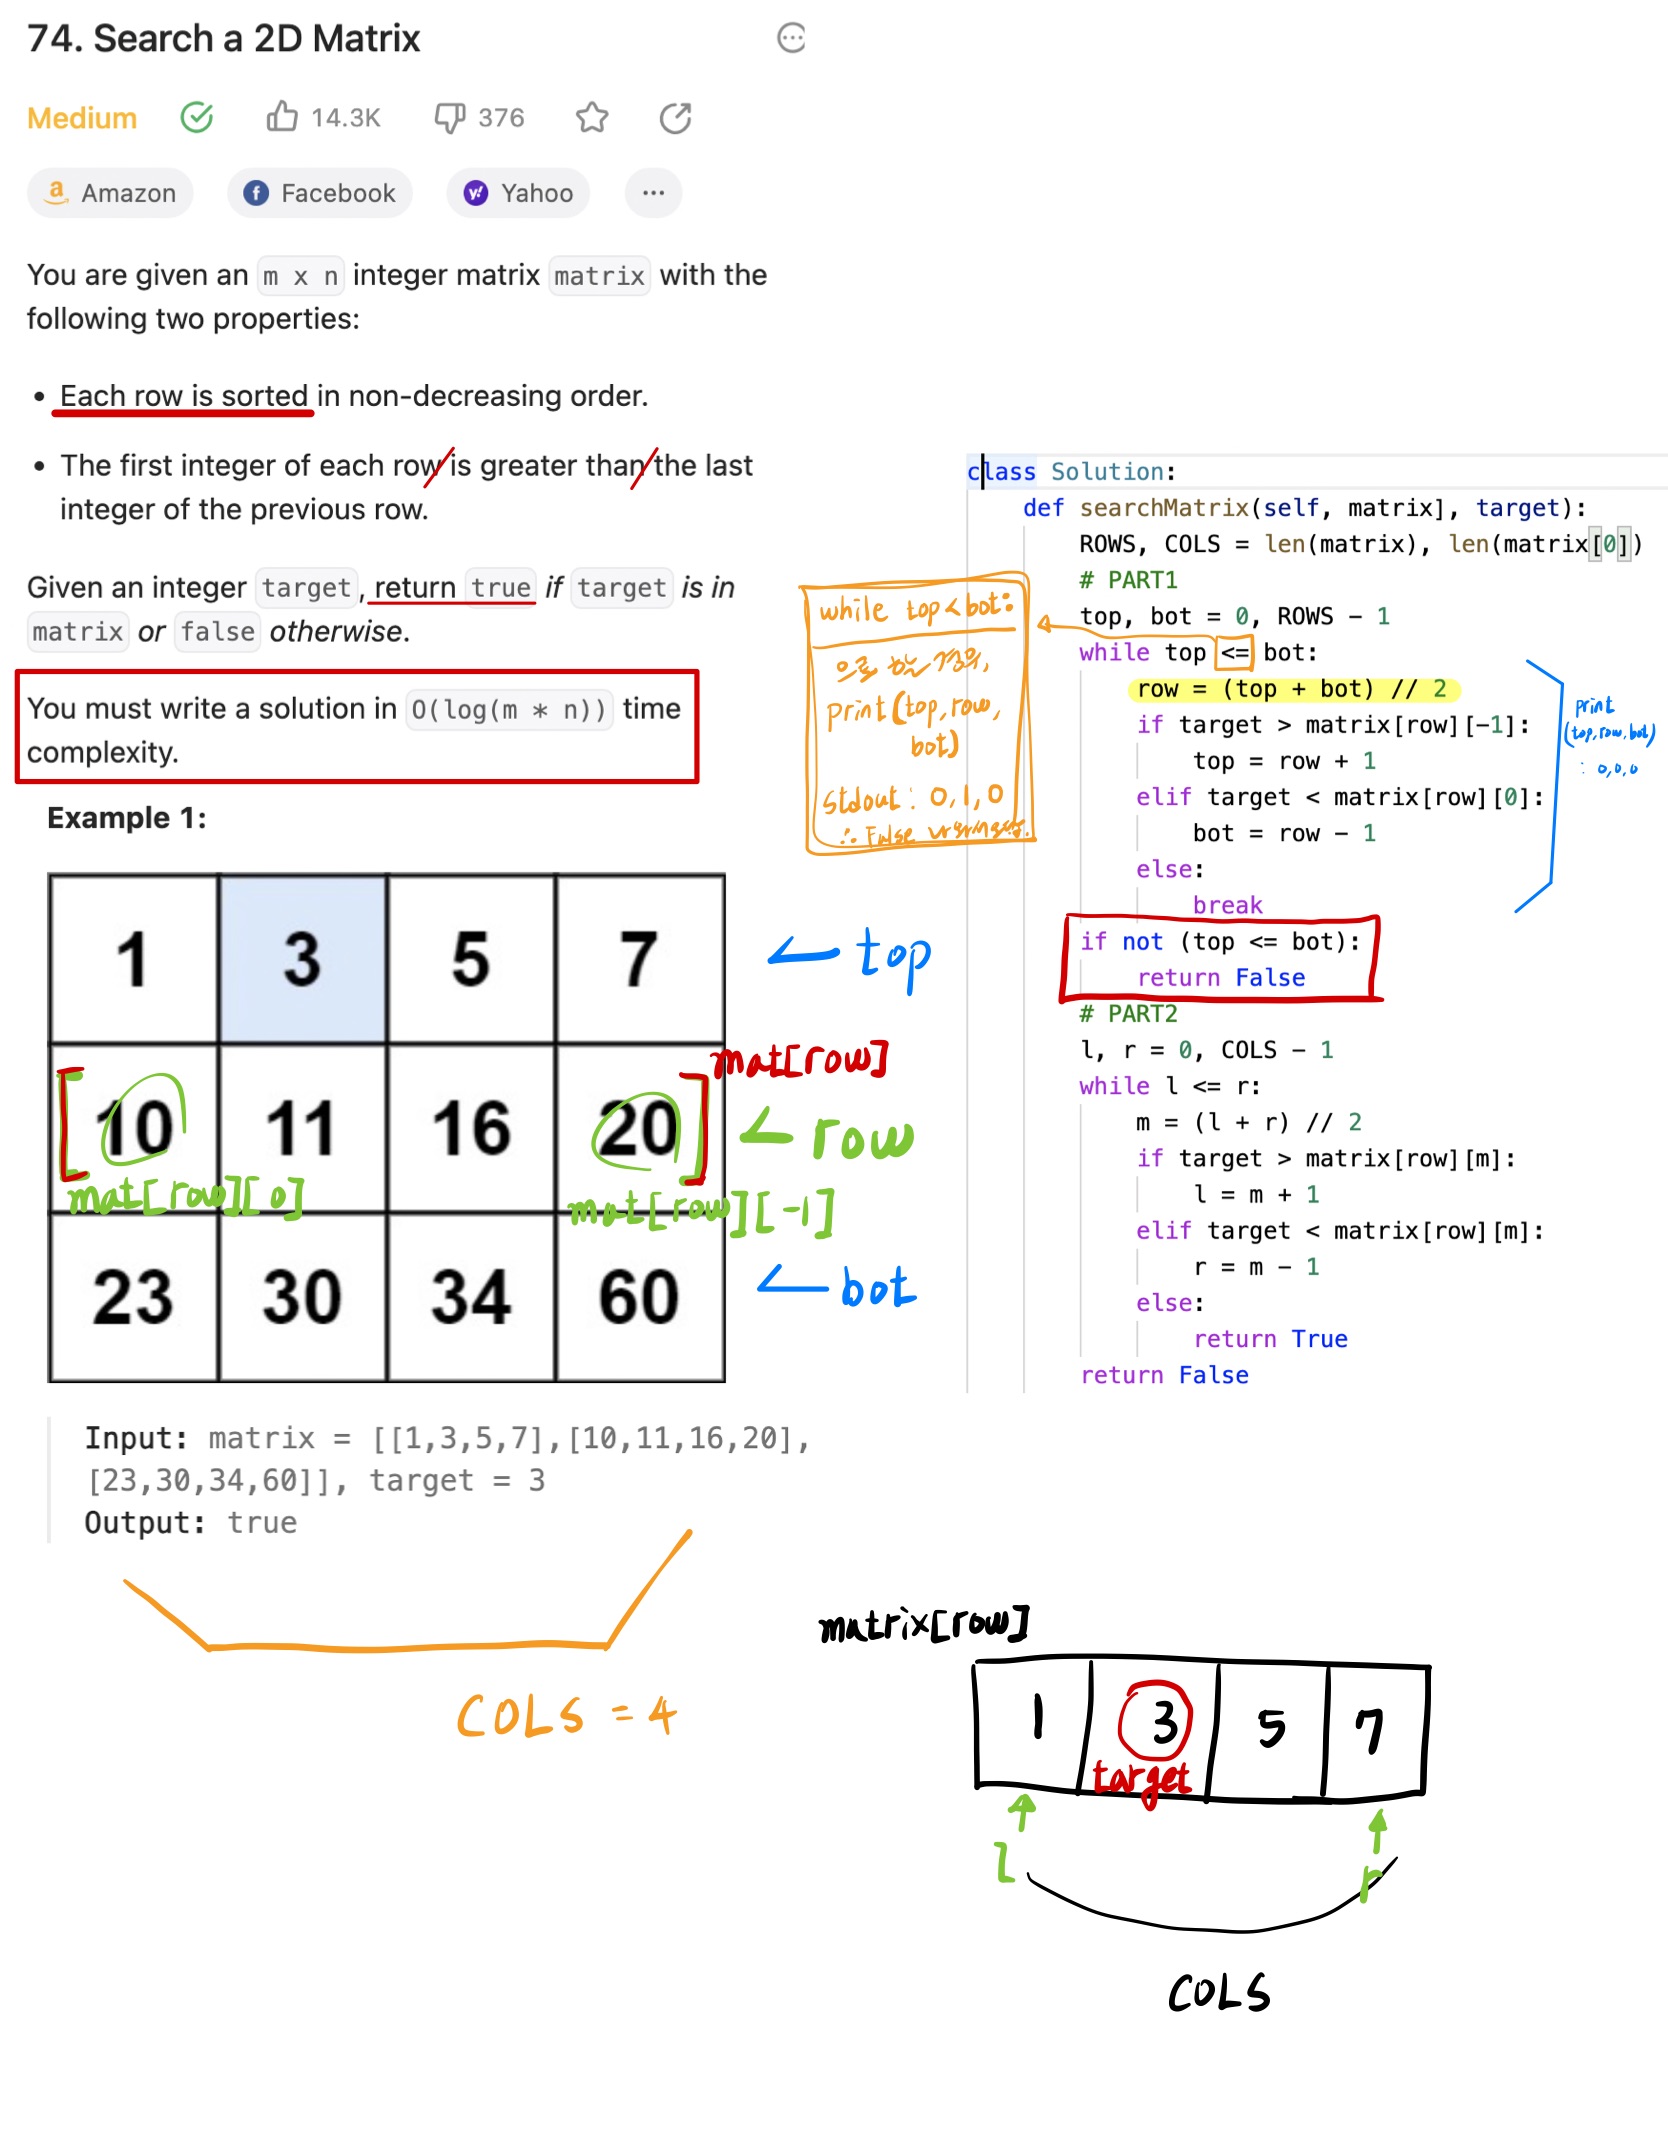 74. Search a 2D Matrix
Medium 14.3K 376
Amazon Facebook Yahoo ...
You are given an m x n integer matrix matrix with the
following two properties:
• Each row is sorted in non-decreasing order.
• The first integer of each row is greater than the last
integer of the previous row.
Given an integer target, return true if target is in
matrix or false otherwise.
You must write a solution in O(log(m * n)) time
complexity.
Example 1:
1 3 5 7
10 11 16 20
23 30 34 60
← top
mat[row]
← row
mat[row][0]
mat[row][-1]
← bot
Input: matrix = [[1,3,5,7],[10,11,16,20],
[23,30,34,60]], target = 3
Output: true
COLS = 4
while top<bot:
으로 하는 경우,
print(top,row,
bot)
stdout: 0,1,0
∴ False
class Solution:
def searchMatrix(self, matrix], target):
ROWS, COLS = len(matrix), len(matrix[0])
# PART1
top, bot = 0, ROWS - 1
while top <= bot:
row = (top + bot) // 2
if target > matrix[row][-1]:
top = row + 1
elif target < matrix[row][0]:
bot = row - 1
else:
break
if not (top <= bot):
return False
# PART2
l, r = 0, COLS - 1
while l <= r:
m = (l + r) // 2
if target > matrix[row][m]:
l = m + 1
elif target < matrix[row][m]:
r = m - 1
else:
return True
return False
print
(top,row,bot)
: 0,0,0
matrix[row]
1 3 5 7
target
l r
COLS